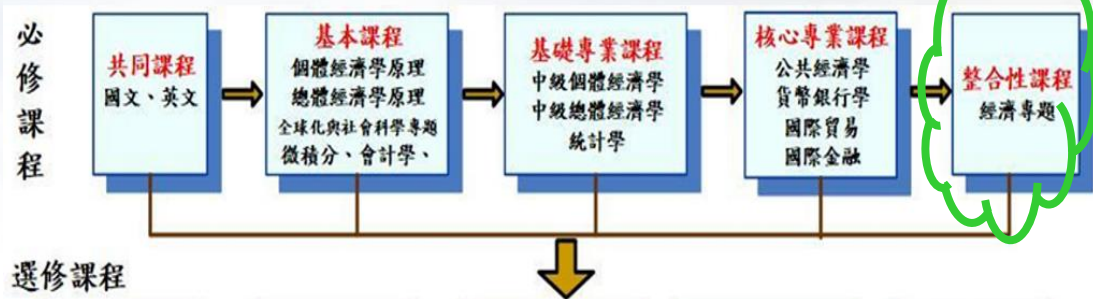 必修課程
共同課程
國文、英文
基本課程
個體經濟學原理
總體經濟學原理
全球化與社會科學專題
微積分、會計學、
基礎專業課程
中級個體經濟學
中級總體經濟學
統計學
核心專業課程
公共經濟學
貨幣銀行學
國際貿易
國際金融
整合性課程
經濟專題
選修課程